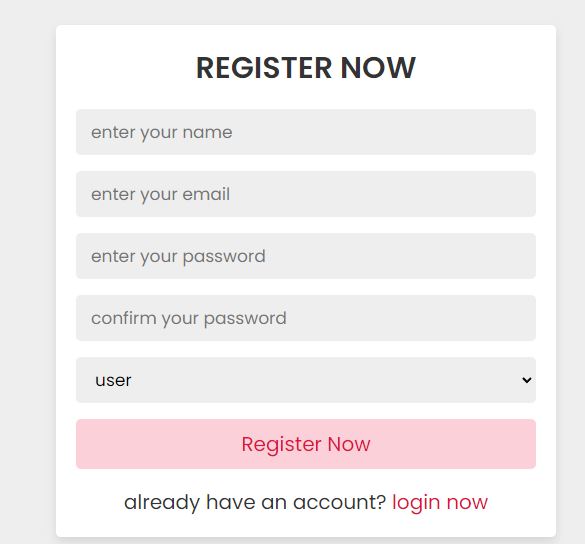 REGISTER NOW
enter your name
enter your email
enter your password
confirm your password
user
Register Now
already have an account? login now